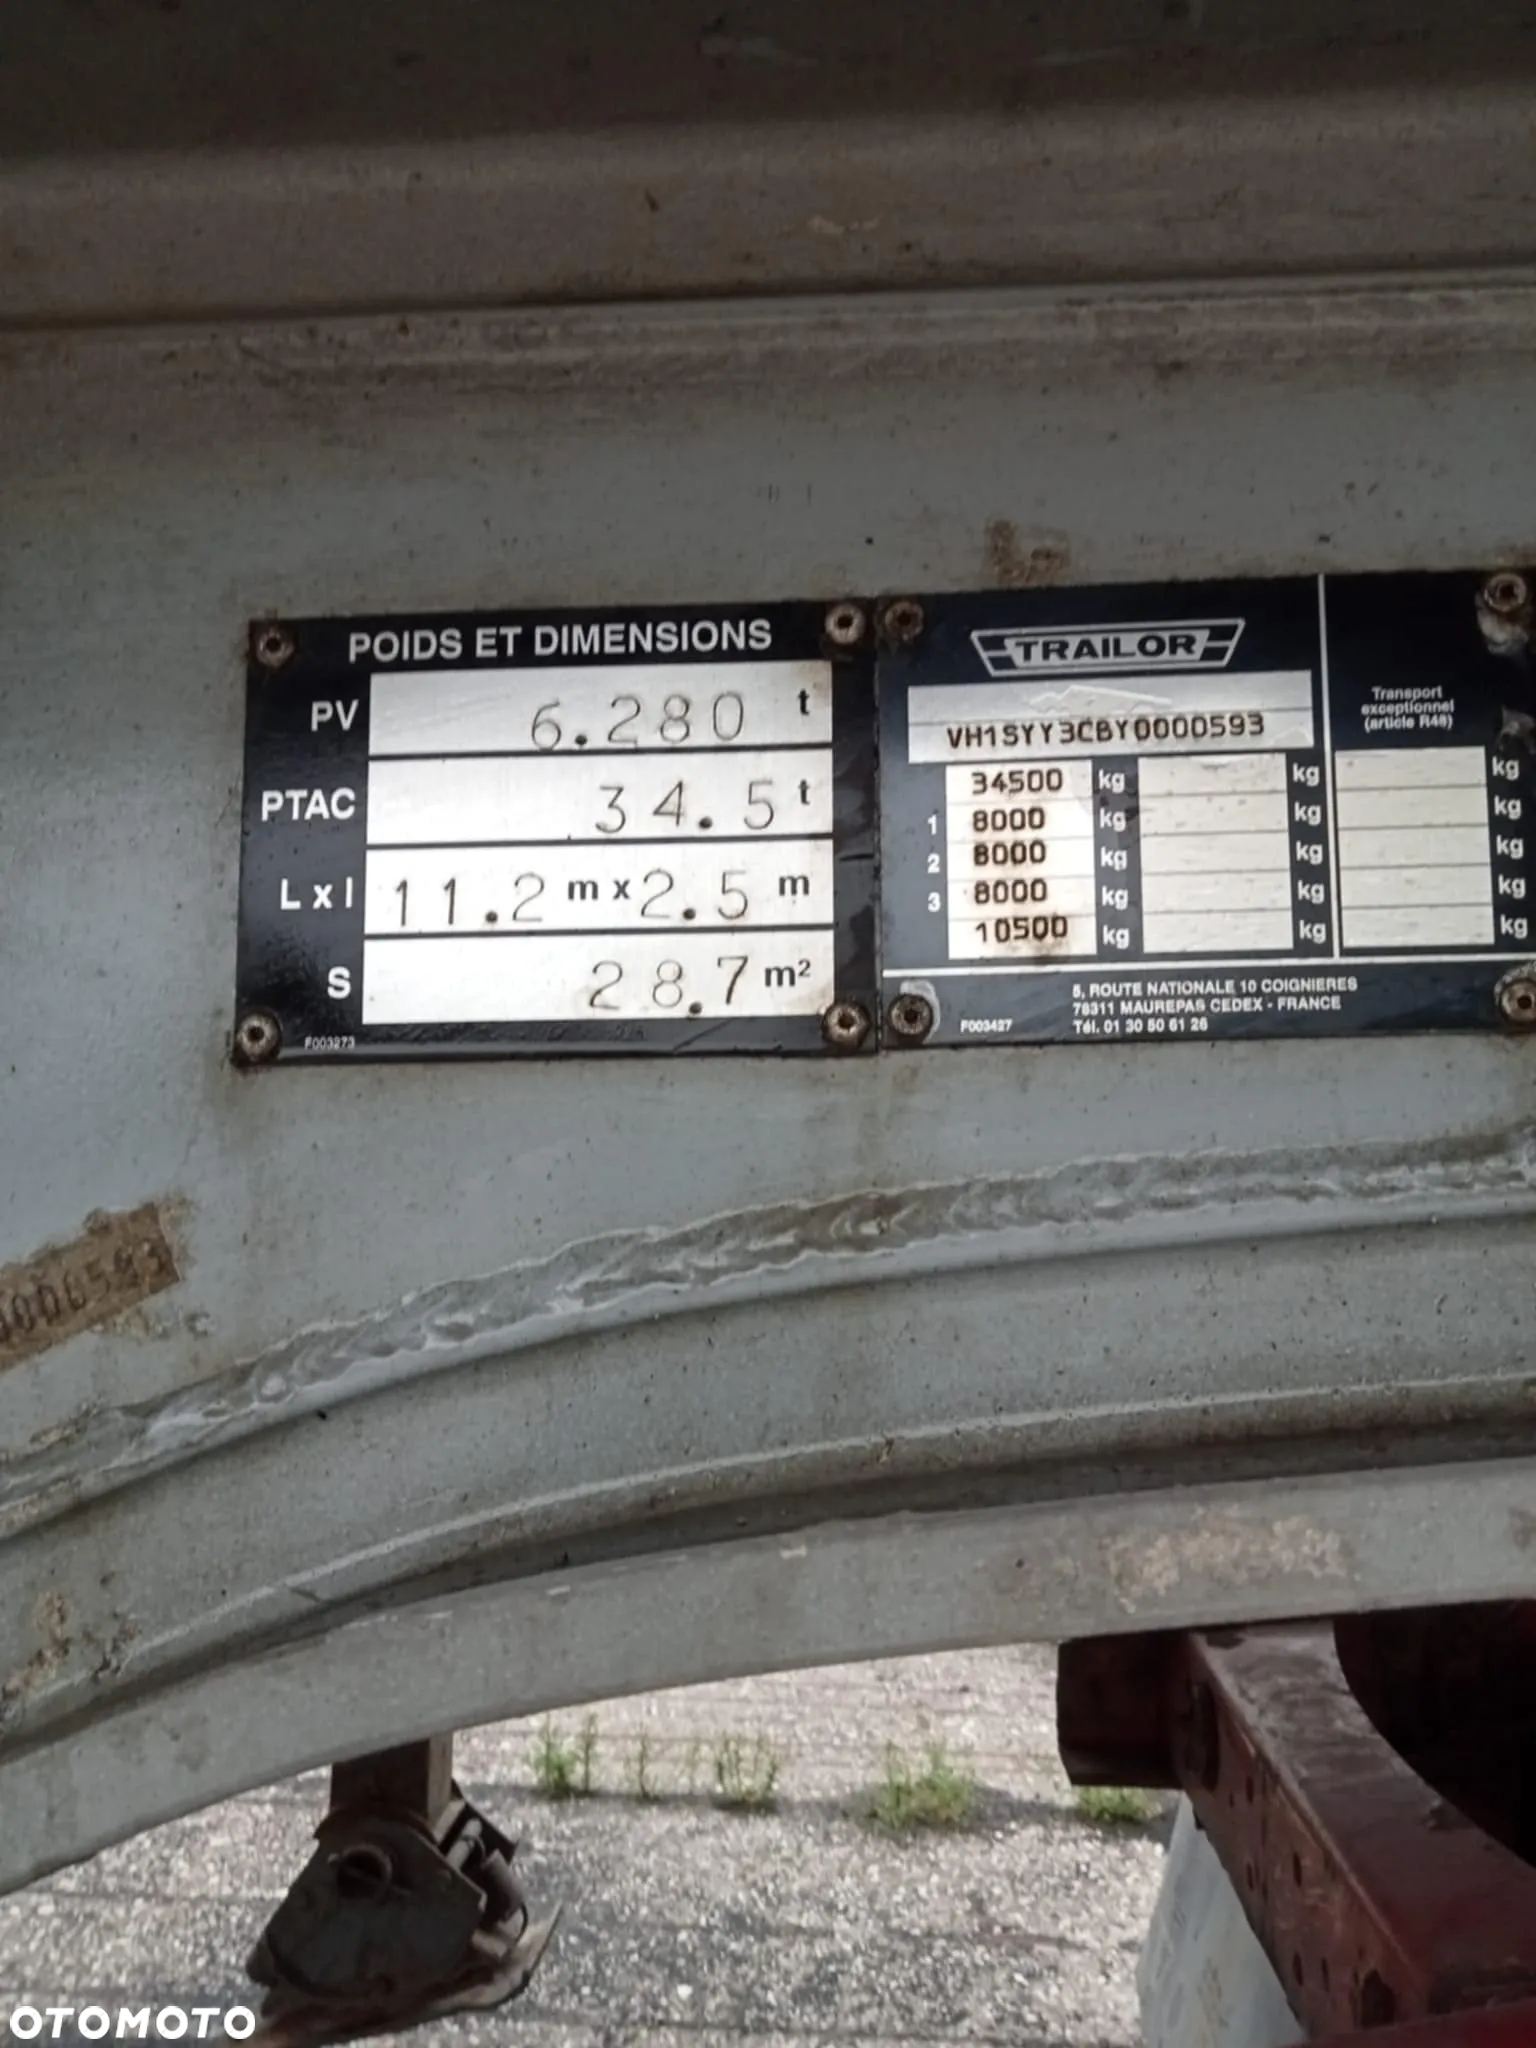 POIDS ET DIMENSIONS
PV 6.280 t
PTAC 34.5 t
L x l 11.2 m x 2.5 m
S 28.7 m²
F003273
TRAILOR
VH1SYY3CBY0000593
34500 kg kg
1 8000 kg kg
2 8000 kg kg
3 8000 kg kg
10500 kg kg
Transport
exceptionnel
(article R48)
kg
kg
kg
kg
kg
5, ROUTE NATIONALE 10 COIGNIERES
78311 MAUREPAS CEDEX - FRANCE
F003427 Tél. 01 30 50 61 26
OTOMOTO